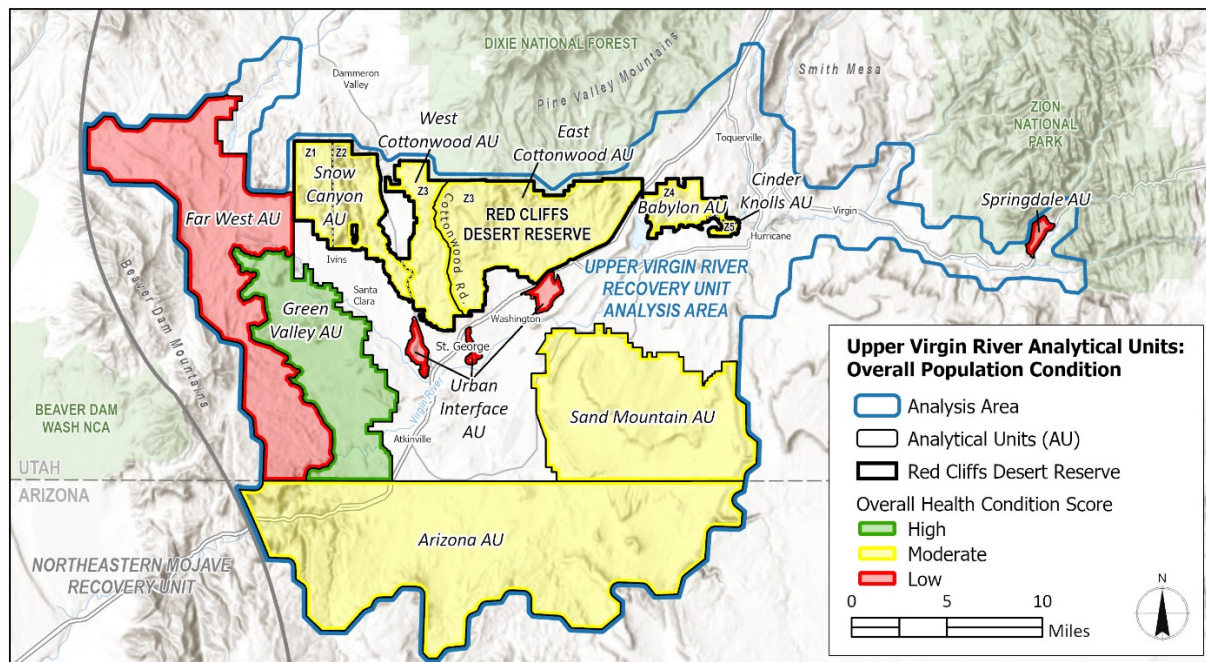 DIXIE NATIONAL FOREST
Dammeron
Valley
Pine Valley Mountains
Smith Mesa
ZION
NATIONAL
PARK
Toquerville
West
Cottonwood AU
East
Cottonwood AU
Z1
Z2
Snow
Canyon
AU
Z3
Z3
Cottonwood Rd.
RED CLIFFS
DESERT RESERVE
Z4
Babylon AU
Z5
Cinder
Knolls AU
Virgin
Hurricane
Springdale AU
Far West AU
Ivins
Santa
Clara
Green
Valley AU
Beaver Dam Mountains
UPPER VIRGIN RIVER
RECOVERY UNIT
ANALYSIS AREA
Washington
St. George
Urban
Interface
AU
Virgin River
Atkinville
Sand Mountain AU
BEAVER DAM
WASH NCA
UTAH
ARIZONA
Arizona AU
NORTHEASTERN MOJAVE
RECOVERY UNIT
Upper Virgin River Analytical Units:
Overall Population Condition
Analysis Area
Analytical Units (AU)
Red Cliffs Desert Reserve
Overall Health Condition Score
High
Moderate
Low
0 5 10
Miles
N